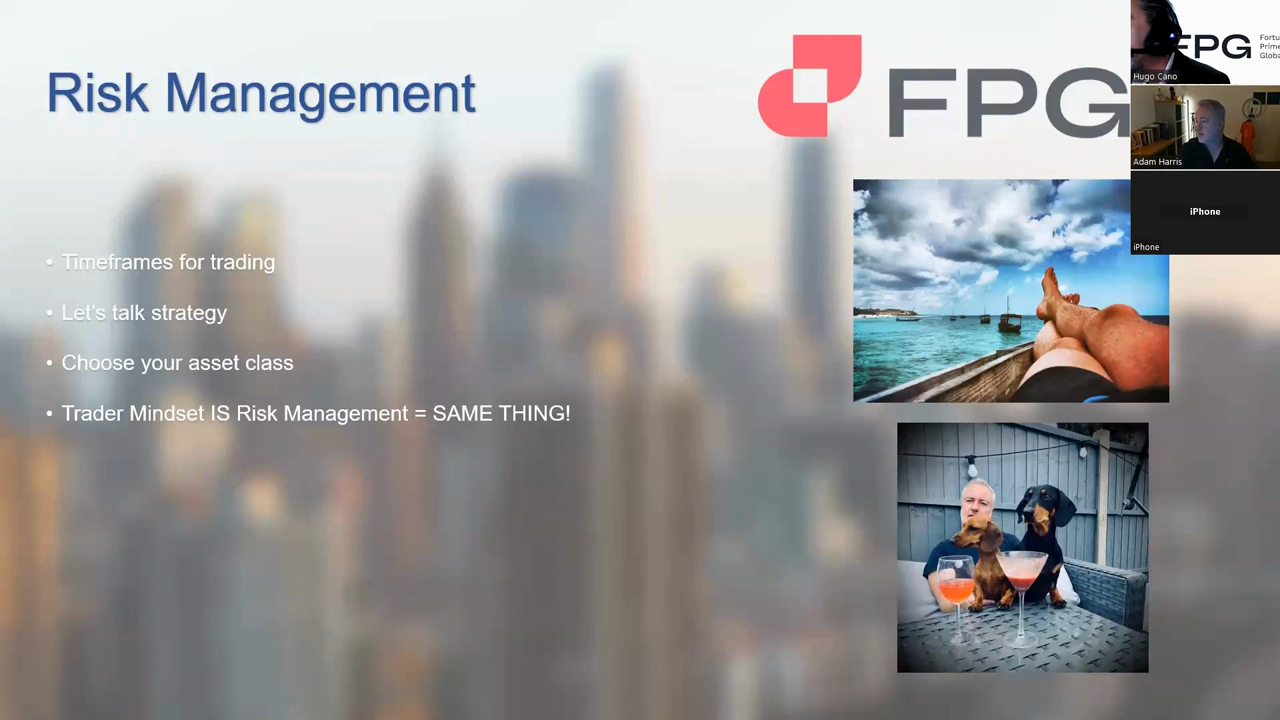 Risk Management
FPG
• Timeframes for trading
• Let's talk strategy
• Choose your asset class
• Trader Mindset IS Risk Management = SAME THING!
FPG
Hugo Cano
Adam Harris
iPhone
iPhone